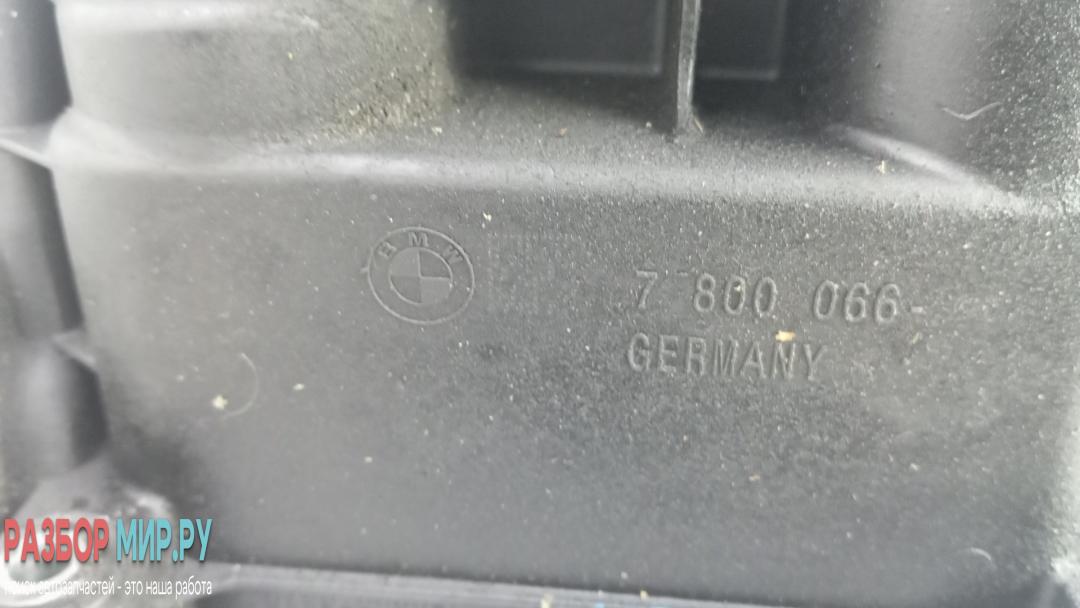 BMW
7 800 066-
GERMANY
РАЗБОР МИР.РУ
поиск автозапчастей - это наша работа